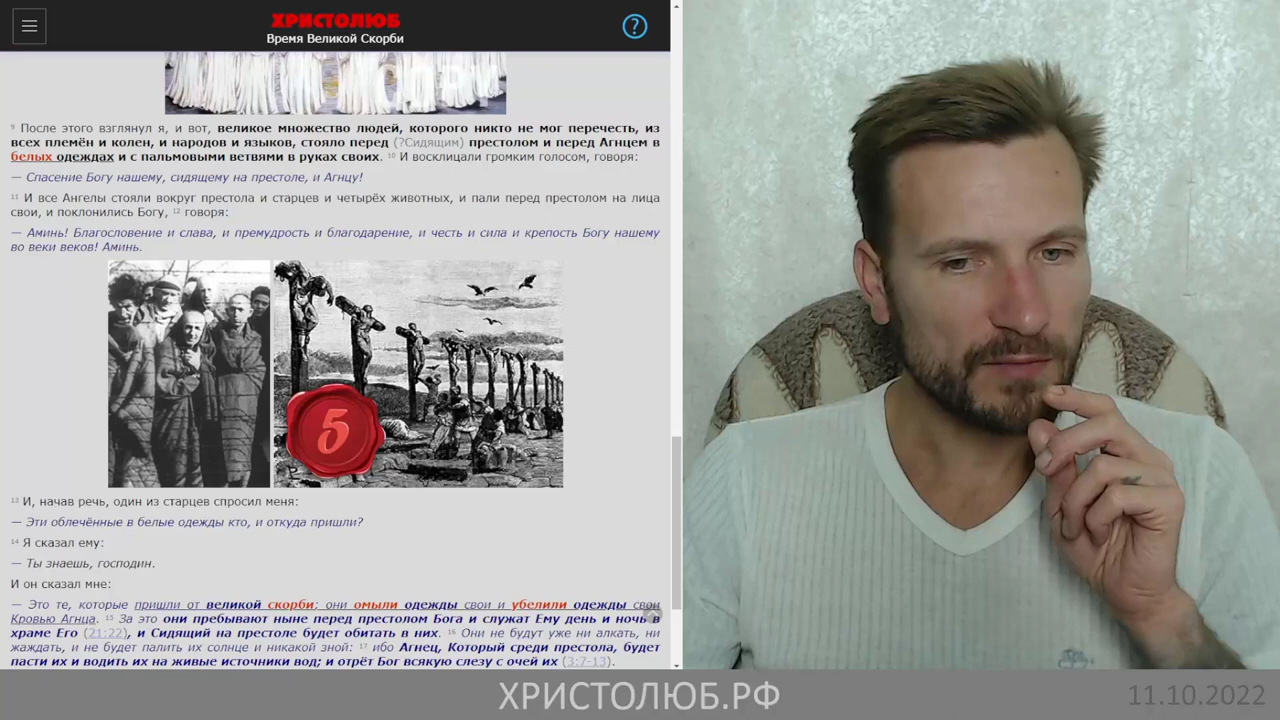 ХРИСТОЛЮБ
Время Великой Скорби
?
9 После этого взглянул я, и вот, великое множество людей, которого никто не мог перечесть, из
всех племён и колен, и народов и языков, стояло перед (?Сидящим) престолом и перед Агнцем в
белых одеждах и с пальмовыми ветвями в руках своих. 10 И восклицали громким голосом, говоря:
— Спасение Богу нашему, сидящему на престоле, и Агнцу!
11 И все Ангелы стояли вокруг престола и старцев и четырёх животных, и пали перед престолом на лица
свои, и поклонились Богу, 12 говоря:
— Аминь! Благословение и слава, и премудрость и благодарение, и честь и сила и крепость Богу нашему
во веки веков! Аминь.
5
13 И, начав речь, один из старцев спросил меня:
— Эти облечённые в белые одежды кто, и откуда пришли?
14 Я сказал ему:
— Ты знаешь, господин.
И он сказал мне:
— Это те, которые пришли от великой скорби; они омыли одежды свои и убелили одежды свои
Кровью Агнца. 15 За это они пребывают ныне перед престолом Бога и служат Ему день и ночь в
храме Его (21:22), и Сидящий на престоле будет обитать в них. 16 Они не будут уже ни алкать, ни
жаждать, и не будет палить их солнце и никакой зной: 17 ибо Агнец, Который среди престола, будет
пасти их и водить их на живые источники вод; и отрёт Бог всякую слезу с очей их (3:7-13).
ХРИСТОЛЮБ.РФ
11.10.2022